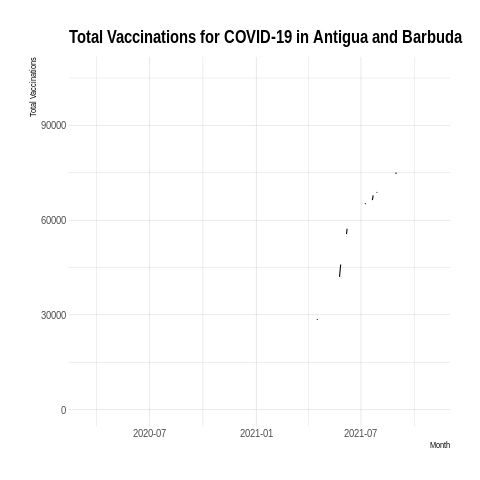 Total Vaccinations for COVID-19 in Antigua and Barbuda
Total Vaccinations
90000
60000
30000
0
2020-07 2021-01 2021-07
Month